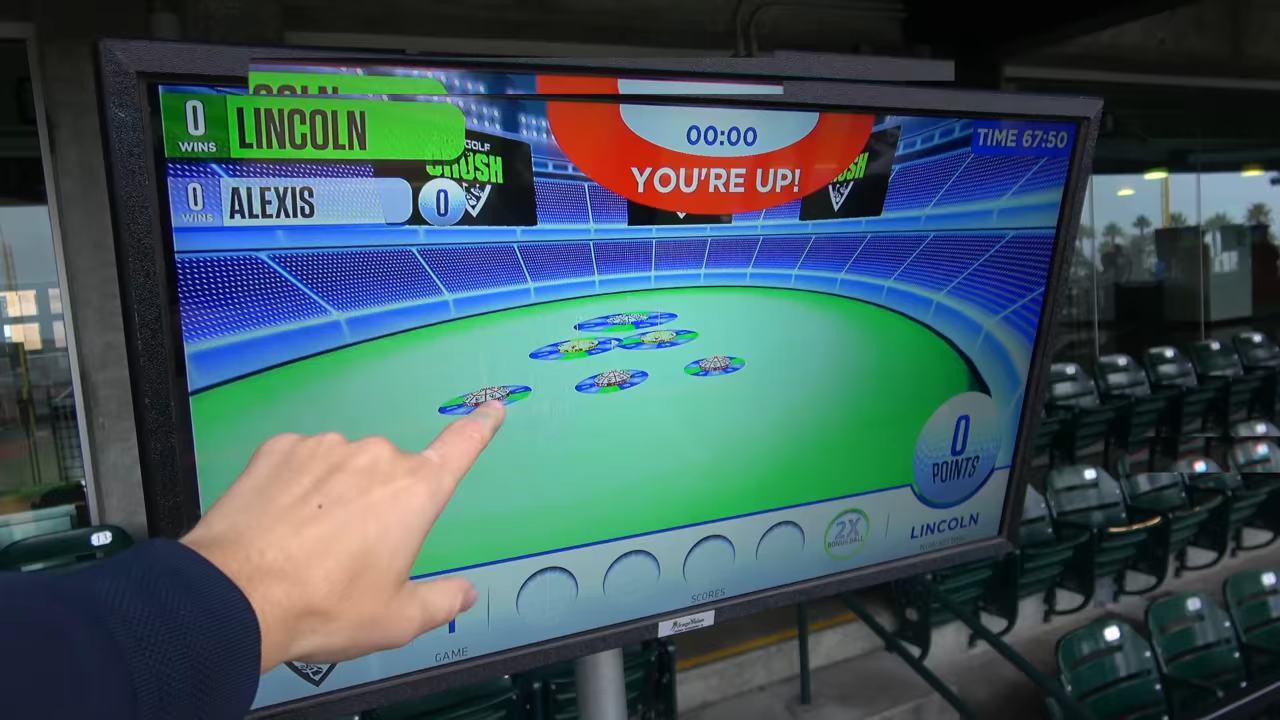 0
WINS
LINCOLN
0
WINS
ALEXIS
0
GOLF
CRUSH
00:00
YOU'RE UP!
TIME 67:50
0
POINTS
LINCOLN
2X
BONUS BALL
SCORES
GAME
13